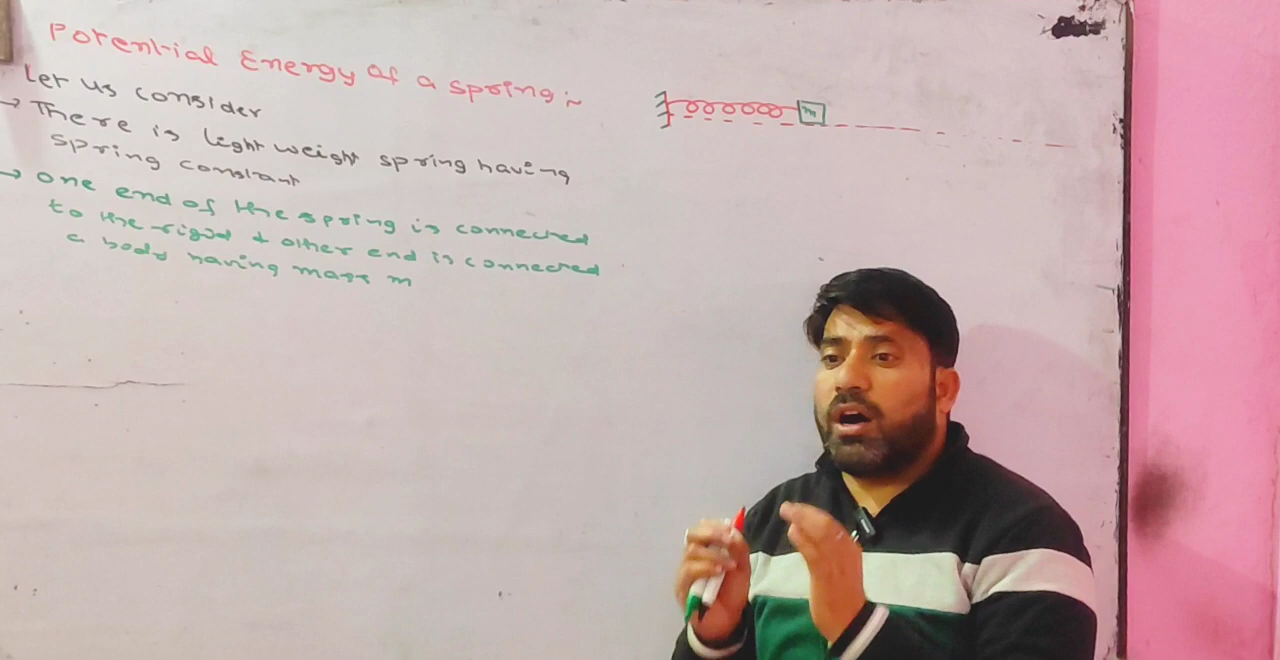 Potential Energy of a spring :~
Let us consider
→ There is light weight spring having
spring constant
→ one end of the spring is connected
to the rigid & other end is connected
a body having mass m
m